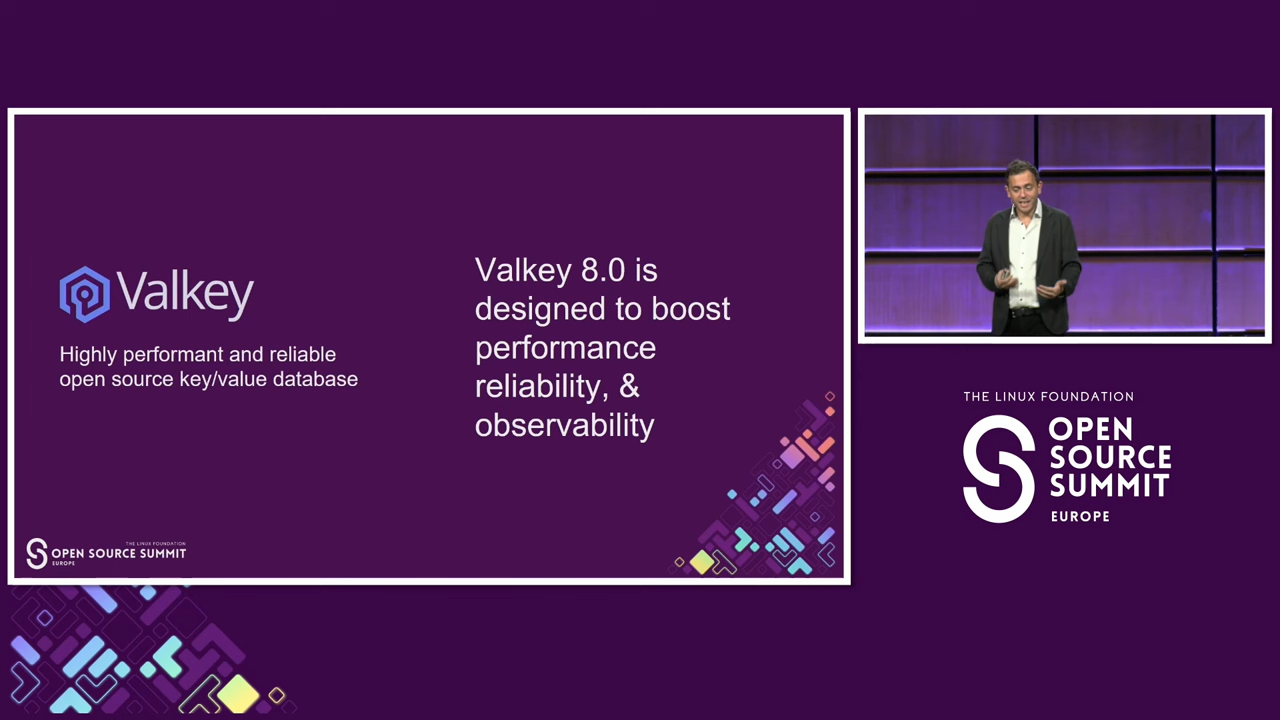 Valkey
Highly performant and reliable
open source key/value database
Valkey 8.0 is
designed to boost
performance
reliability, &
observability
THE LINUX FOUNDATION
OPEN SOURCE SUMMIT
EUROPE
THE LINUX FOUNDATION
OPEN
SOURCE
SUMMIT
EUROPE